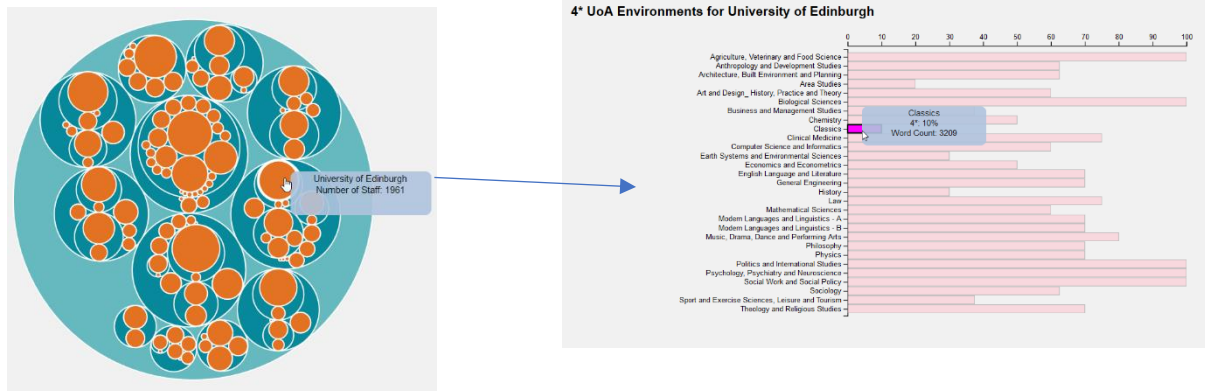 University of Edinburgh
Number of Staff: 1961
4* UoA Environments for University of Edinburgh
0 10 20 30 40 50 60 70 80 90 100
Agriculture, Veterinary and Food Science
Anthropology and Development Studies
Architecture, Built Environment and Planning
Area Studies
Art and Design_ History, Practice and Theory
Biological Sciences
Business and Management Studies
Chemistry
Classics
Clinical Medicine
Computer Science and Informatics
Earth Systems and Environmental Sciences
Economics and Econometrics
English Language and Literature
General Engineering
History
Law
Mathematical Sciences
Modern Languages and Linguistics - A
Modern Languages and Linguistics - B
Music, Drama, Dance and Performing Arts
Philosophy
Physics
Politics and International Studies
Psychology, Psychiatry and Neuroscience
Social Work and Social Policy
Sociology
Sport and Exercise Sciences, Leisure and Tourism
Theology and Religious Studies
Classics
4*: 10%
Word Count: 3209